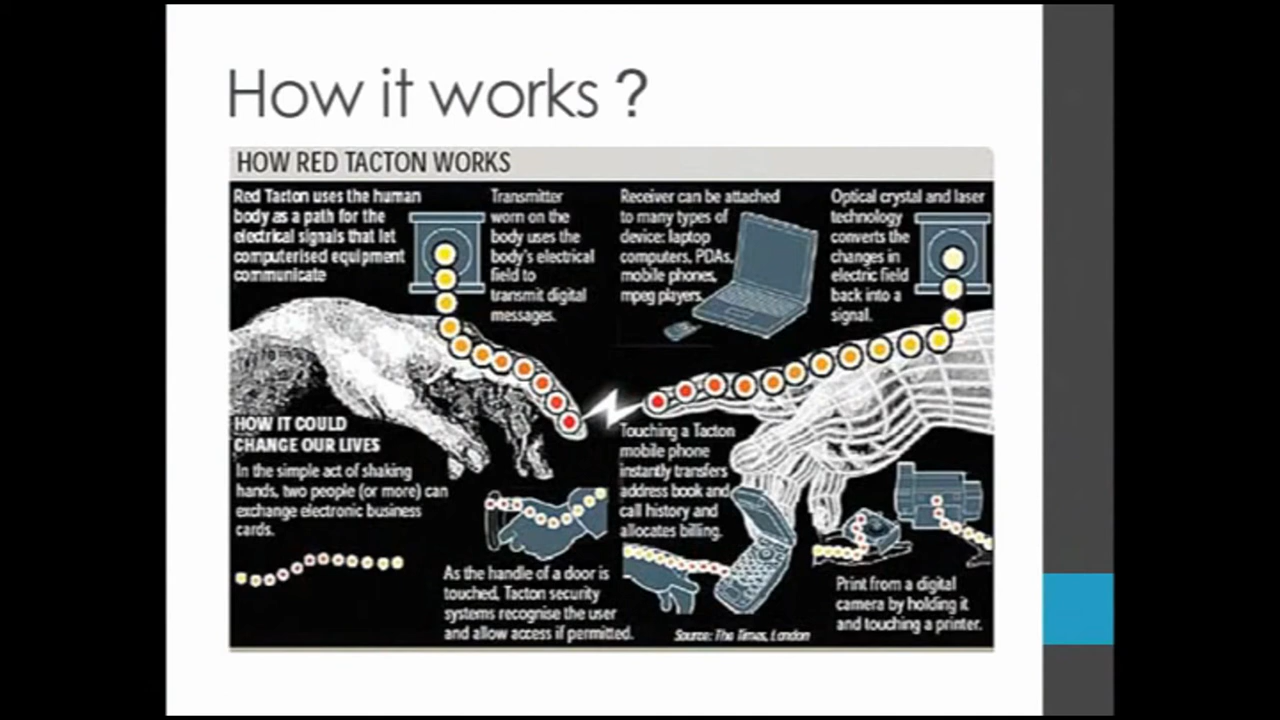 How it works ?
HOW RED TACTON WORKS
Red Tacton uses the human
body as a path for the
electrical signals that let
computerised equipment
communicate
Transmitter
worn on the
body uses the
body's electrical
field to
transmit digital
messages.
Receiver can be attached
to many types of
device: laptop
computers, PDAs,
mobile phones,
mpeg players.
Optical crystal and laser
technology
converts the
changes in
electric field
back into a
signal.
HOW IT COULD
CHANGE OUR LIVES
In the simple act of shaking
hands, two people (or more) can
exchange electronic business
cards.
As the handle of a door is
touched, Tacton security
systems recognise the user
and allow access if permitted.
Touching a Tacton
mobile phone
instantly transfers
address book and
call history and
allocates billing.
Source: The Times, London
Print from a digital
camera by holding it
and touching a printer.